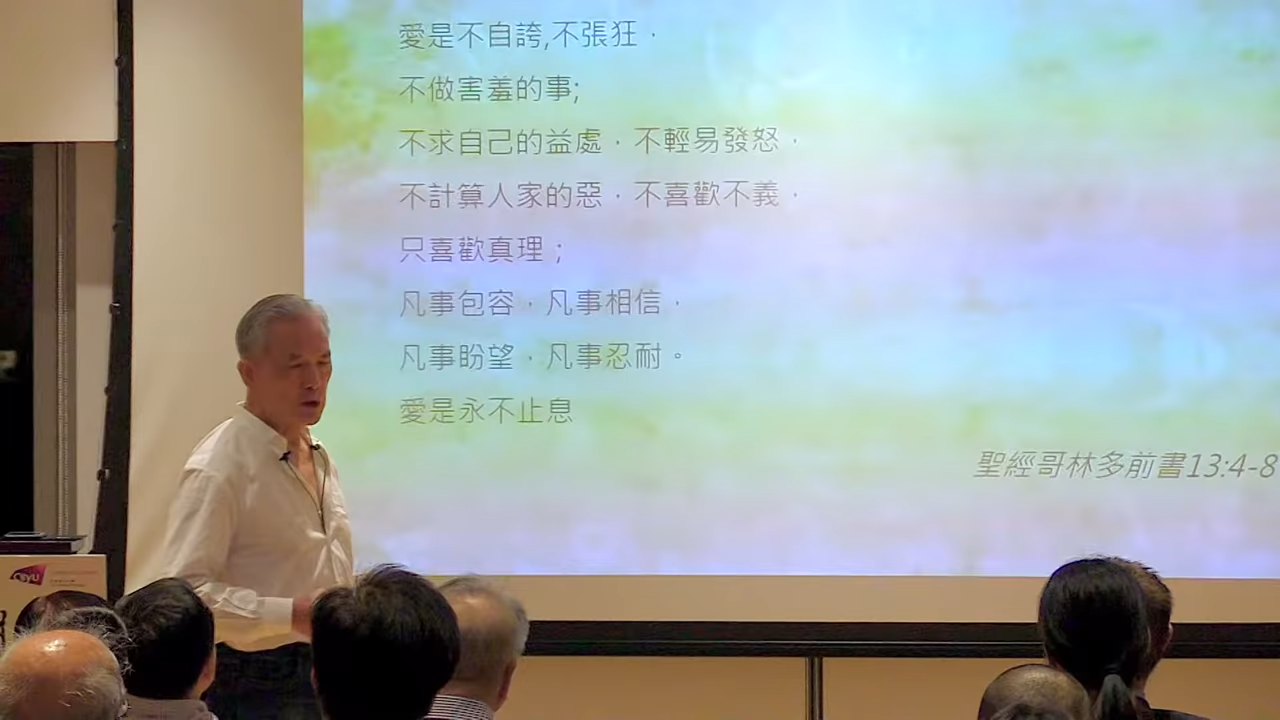 愛是不自誇,不張狂，
不做害羞的事;
不求自己的益處，不輕易發怒，
不計算人家的惡，不喜歡不義，
只喜歡真理；
凡事包容，凡事相信，
凡事盼望，凡事忍耐。
愛是永不止息
聖經哥林多前書13:4-8